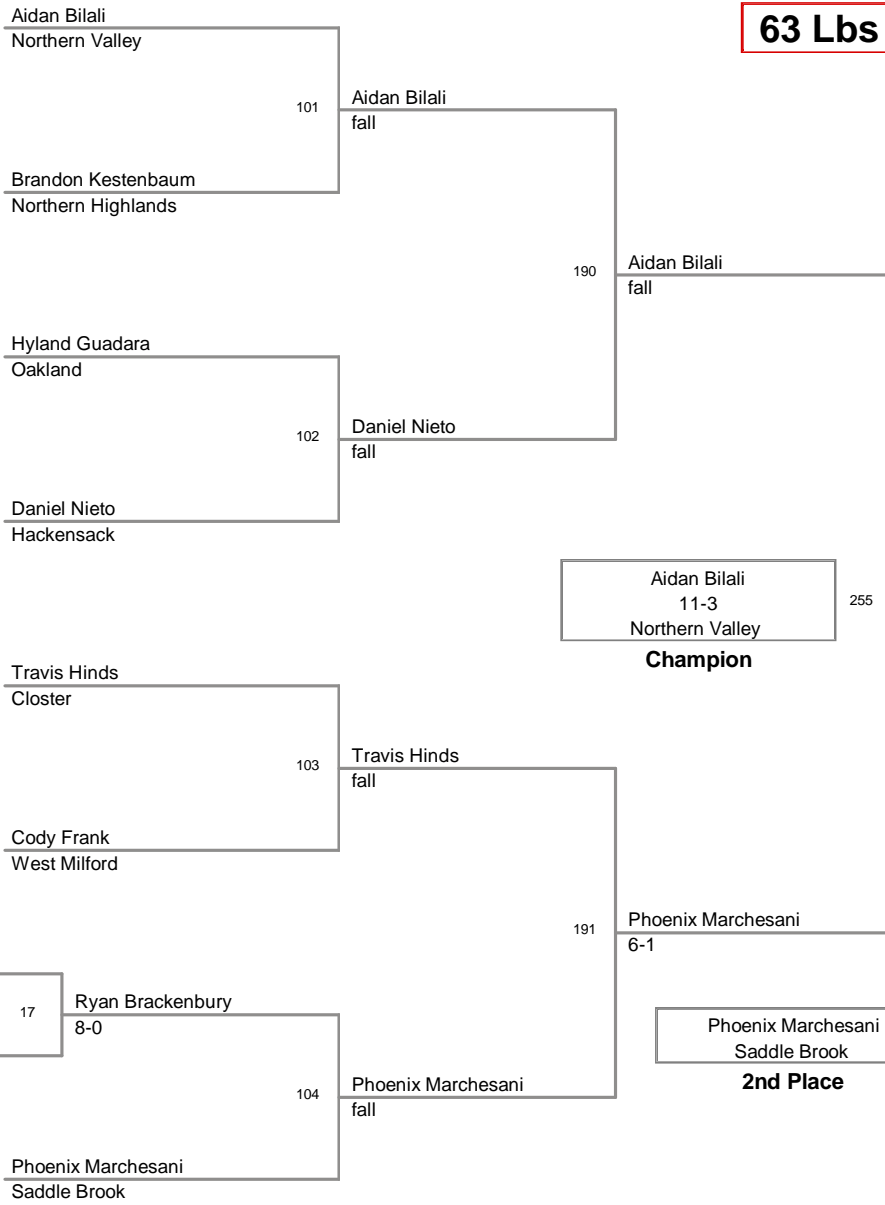 Aidan Bilali
Northern Valley
63 Lbs
101
Aidan Bilali
fall
Brandon Kestenbaum
Northern Highlands
190
Aidan Bilali
fall
Hyland Guadara
Oakland
102
Daniel Nieto
fall
Daniel Nieto
Hackensack
Aidan Bilali
11-3
Northern Valley
255
Champion
Travis Hinds
Closter
103
Travis Hinds
fall
Cody Frank
West Milford
191
Phoenix Marchesani
6-1
17
Ryan Brackenbury
8-0
Phoenix Marchesani
Saddle Brook
2nd Place
104
Phoenix Marchesani
fall
Phoenix Marchesani
Saddle Brook